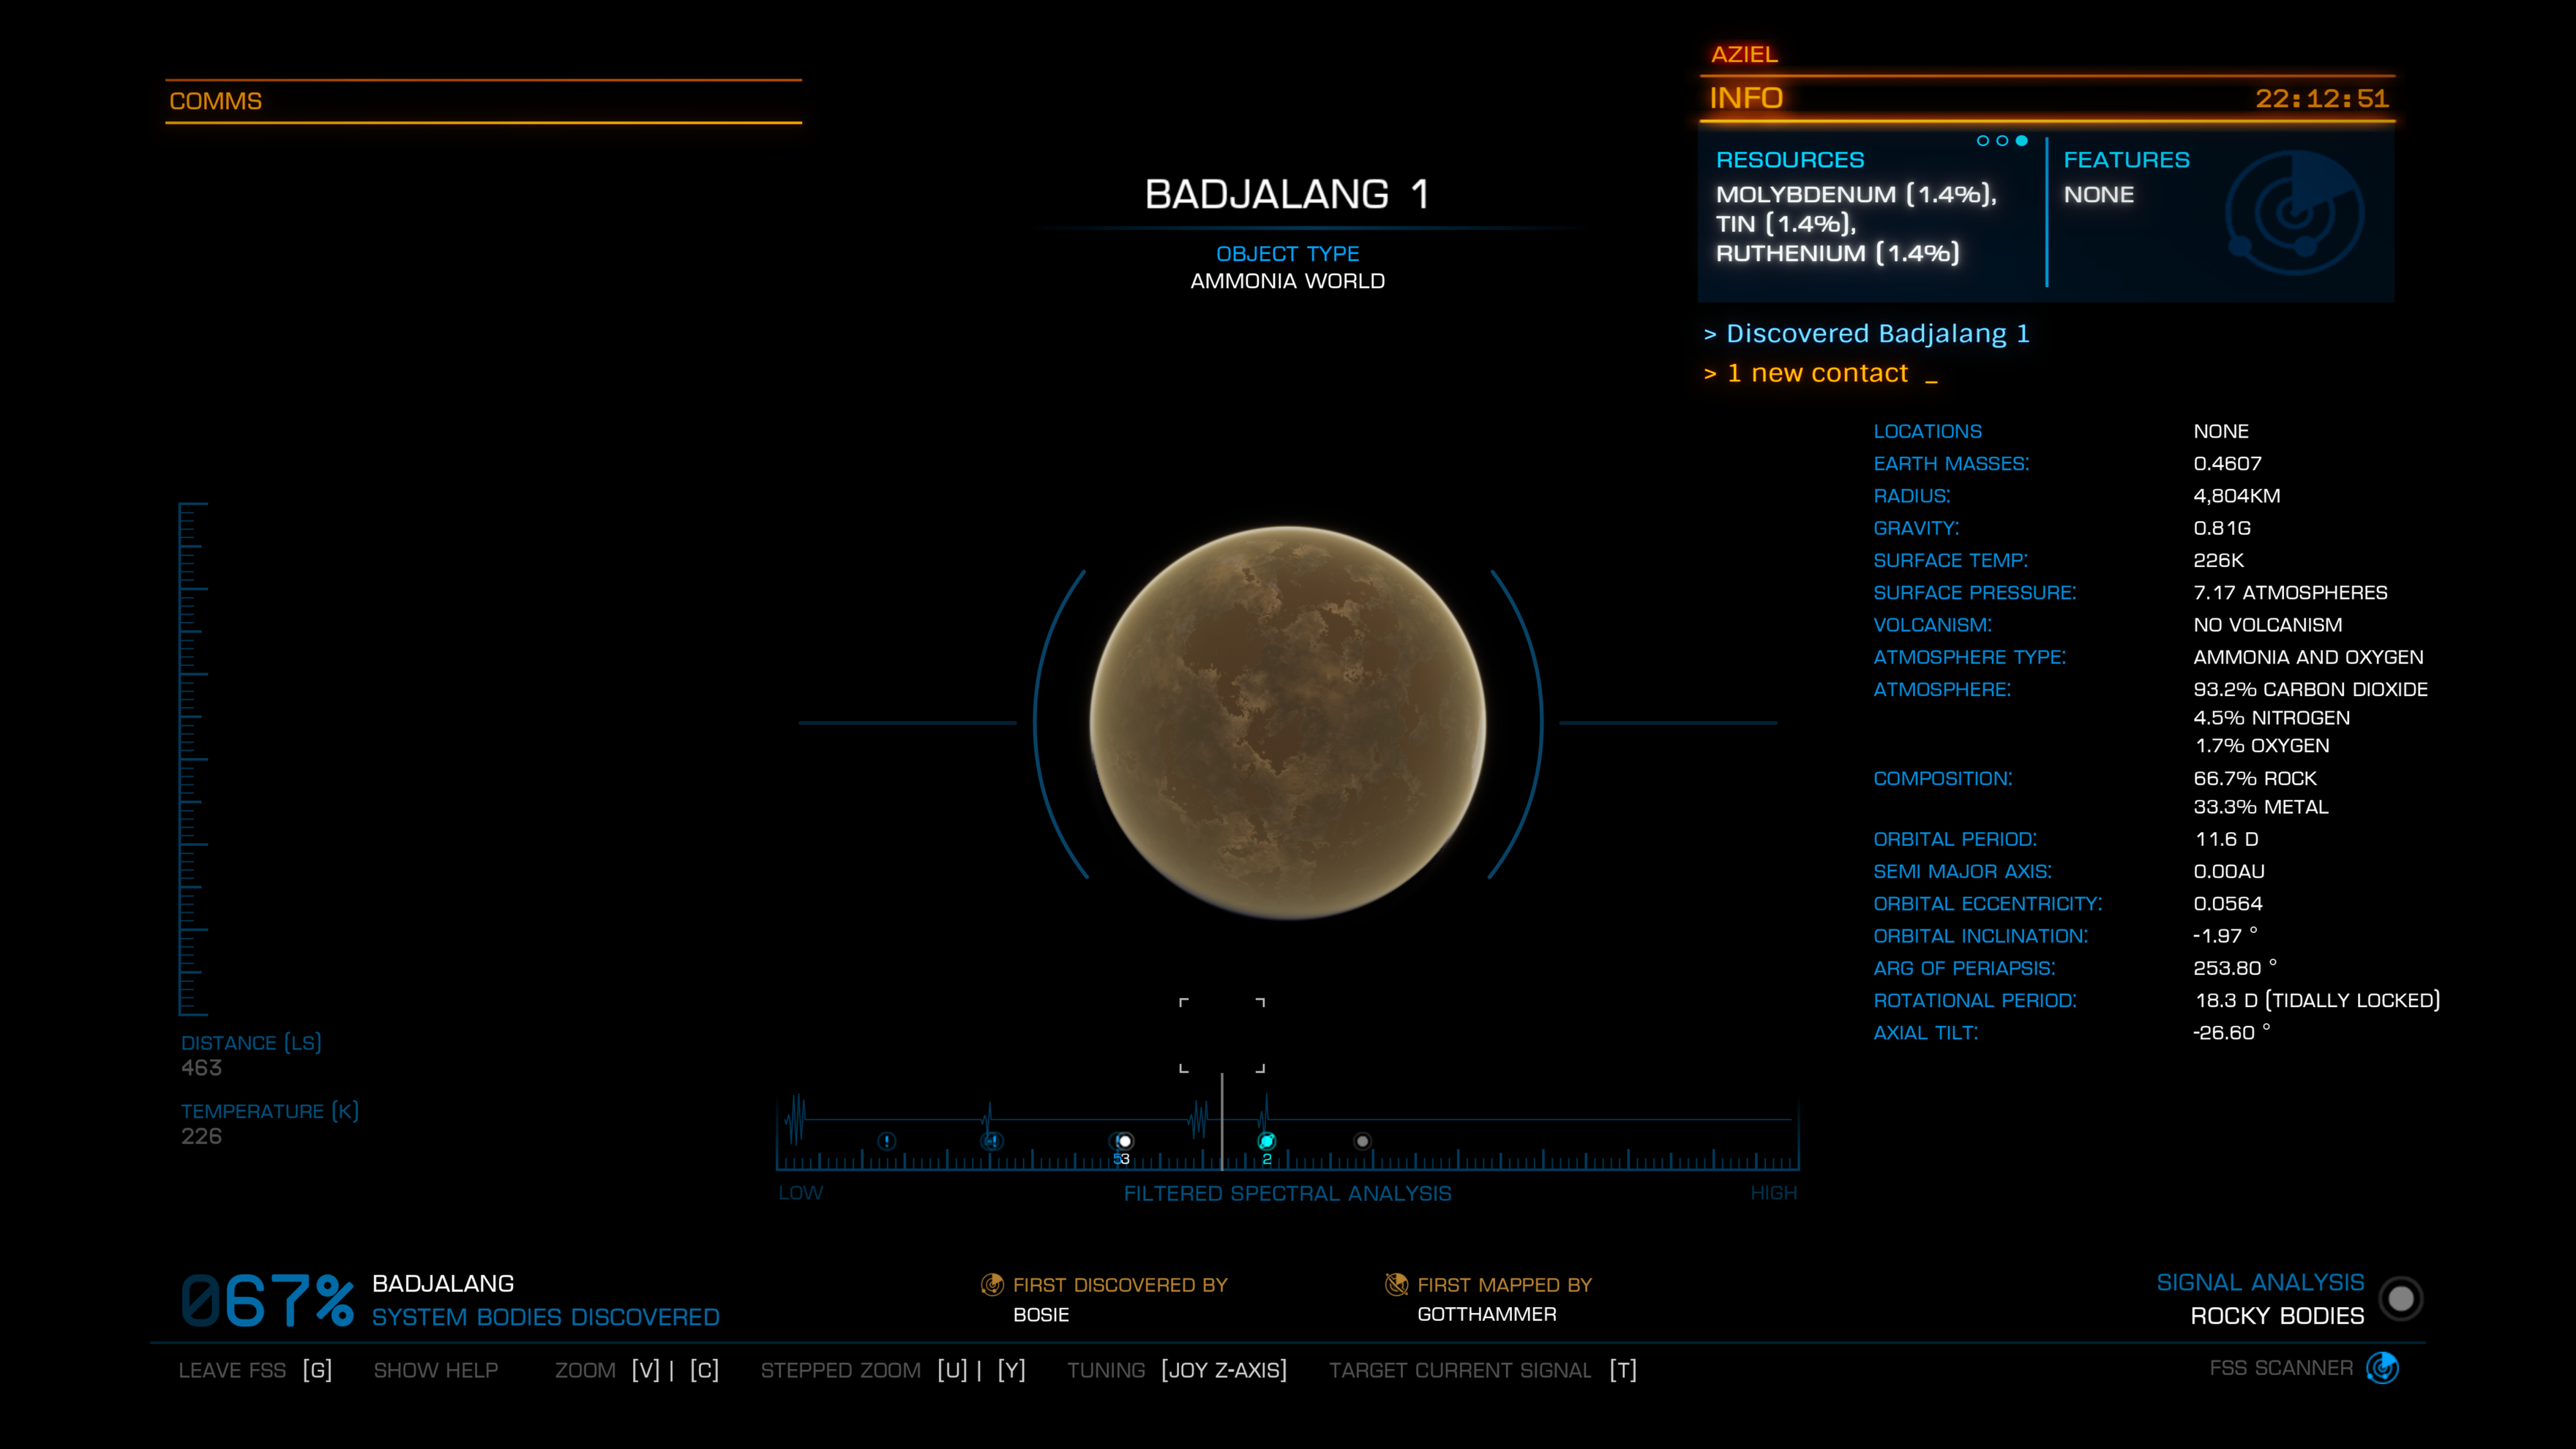 AZIEL
COMMS
INFO 22:12:51
RESOURCES
MOLYBDENUM (1.4%),
TIN (1.4%),
RUTHENIUM (1.4%)
FEATURES
NONE
BADJALANG 1
OBJECT TYPE
AMMONIA WORLD
> Discovered Badjalang 1
> 1 new contact _
LOCATIONS NONE
EARTH MASSES: 0.4607
RADIUS: 4,804KM
GRAVITY: 0.81G
SURFACE TEMP: 226K
SURFACE PRESSURE: 7.17 ATMOSPHERES
VOLCANISM: NO VOLCANISM
ATMOSPHERE TYPE: AMMONIA AND OXYGEN
ATMOSPHERE: 93.2% CARBON DIOXIDE
4.5% NITROGEN
1.7% OXYGEN
COMPOSITION: 66.7% ROCK
33.3% METAL
ORBITAL PERIOD: 11.6 D
SEMI MAJOR AXIS: 0.00AU
ORBITAL ECCENTRICITY: 0.0564
ORBITAL INCLINATION: -1.97 °
ARG OF PERIAPSIS: 253.80 °
ROTATIONAL PERIOD: 18.3 D (TIDALLY LOCKED)
AXIAL TILT: -26.60 °
DISTANCE (LS)
463
TEMPERATURE (K)
226
3 2
LOW FILTERED SPECTRAL ANALYSIS HIGH
067% BADJALANG
SYSTEM BODIES DISCOVERED
FIRST DISCOVERED BY
BOSIE
FIRST MAPPED BY
GOTTHAMMER
SIGNAL ANALYSIS
ROCKY BODIES
LEAVE FSS [G] SHOW HELP ZOOM [V] | [C] STEPPED ZOOM [U] | [Y] TUNING [JOY Z-AXIS] TARGET CURRENT SIGNAL [T] FSS SCANNER